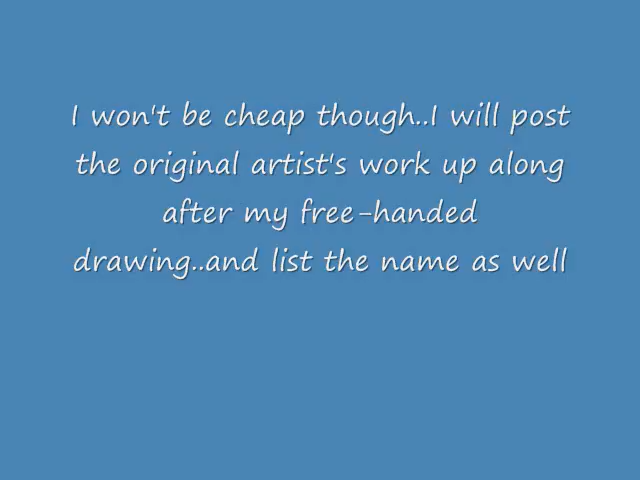 I won't be cheap though..I will post
the original artist's work up along
after my free-handed
drawing..and list the name as well